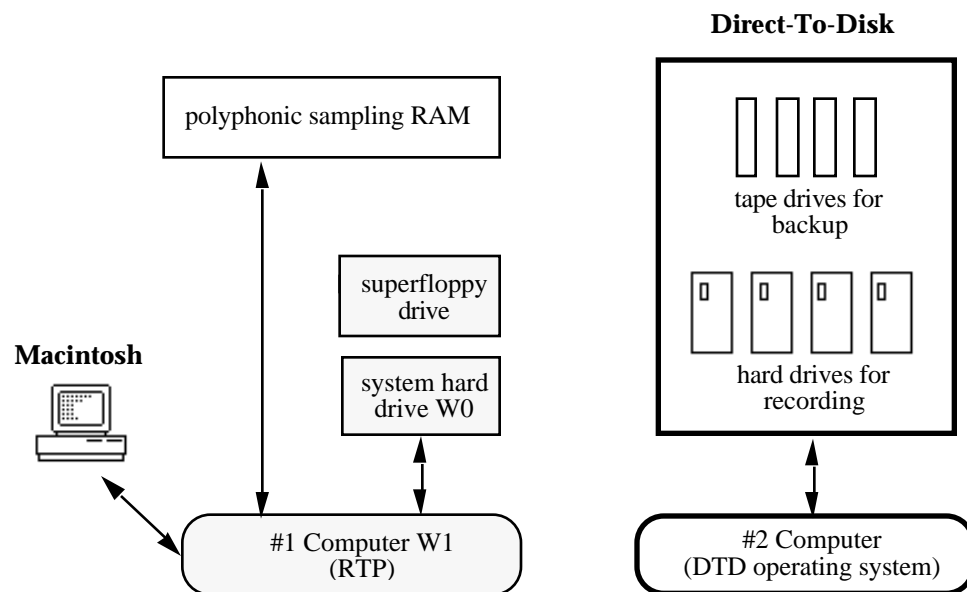 Direct-To-Disk
polyphonic sampling RAM
tape drives for
backup
superfloppy
drive
Macintosh
system hard
drive W0
hard drives for
recording
#1 Computer W1
(RTP)
#2 Computer
(DTD operating system)